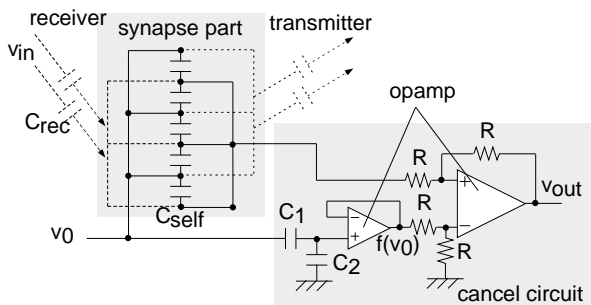 receiver
synapse part
transmitter
vin
Crec
opamp
R
R
Cself
C1
vout
v0
f(v0)
R
C2
R
cancel circuit